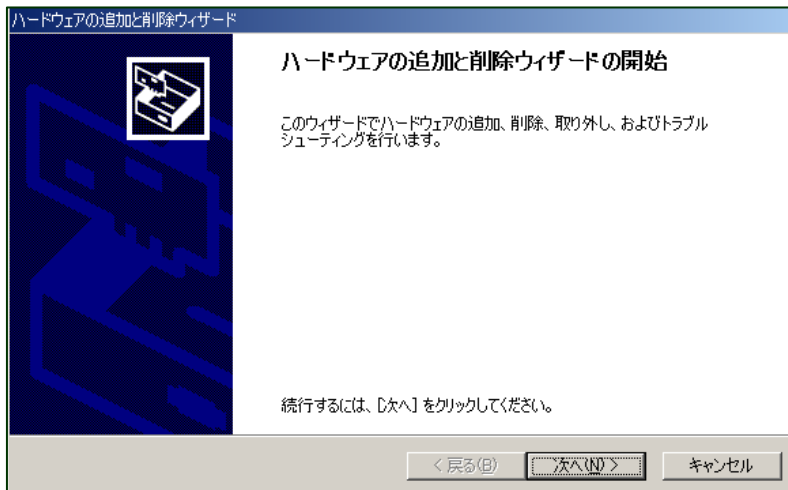 ハードウェアの追加と削除ウィザード
ハードウェアの追加と削除ウィザードの開始
このウィザードでハードウェアの追加、削除、取り外し、およびトラブル
シューティングを行います。
続行するには、[次へ] をクリックしてください。
< 戻る(B)
次へ(N) >
キャンセル